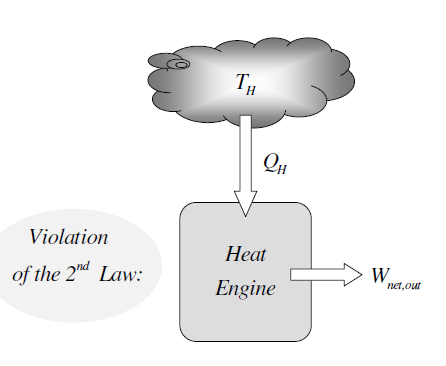 T_H
Q_H
Violation
of the 2^nd Law:
Heat
Engine
W_net,out